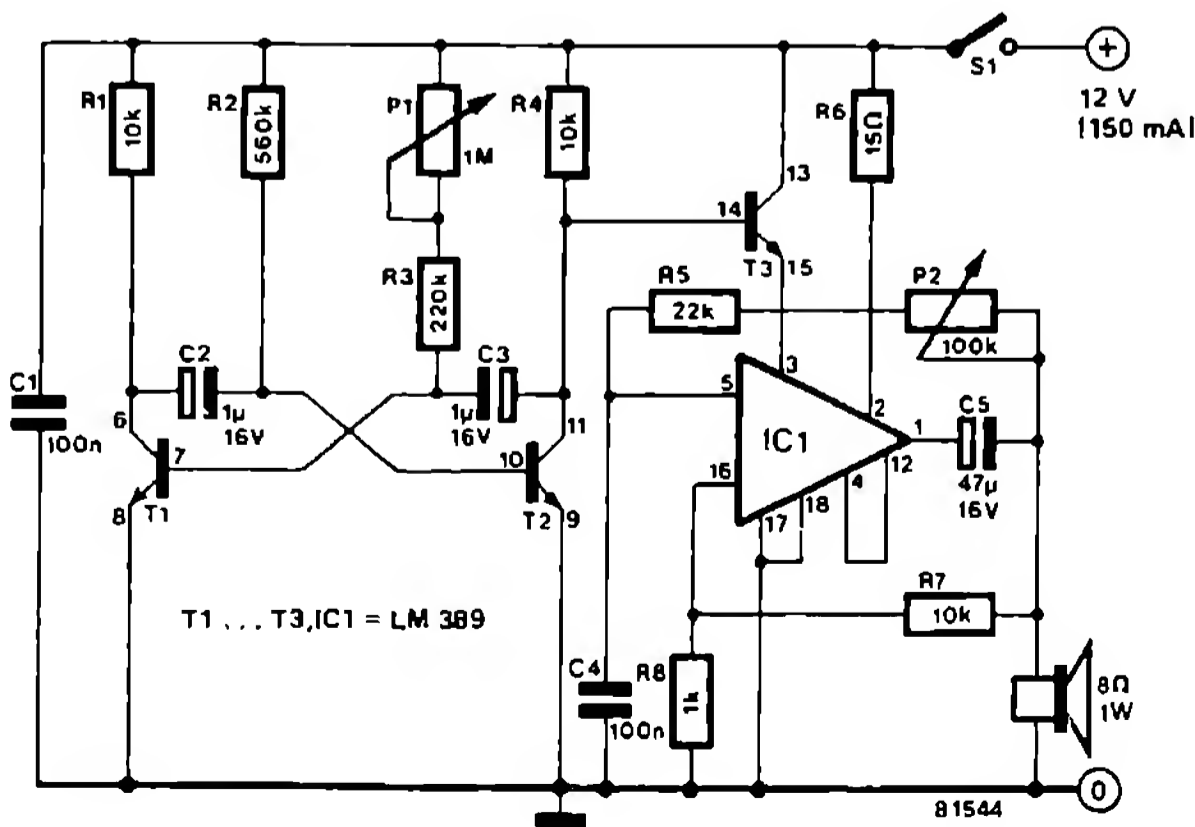 S1
+
12 V
(150 mA)
R1
10k
R2
560k
P1
1M
R4
10k
R6
15Ω
13
14
T3
15
R3
220k
R5
22k
P2
100k
C1
100n
C2
1µ
16V
C3
1µ
16V
6
7
8
T1
11
10
9
T2
3
5
2
IC1
1
12
16
4
18
17
C5
47µ
16V
T1 . . . T3,IC1 = LM 389
R7
10k
C4
100n
R8
1k
8Ω
1W
81544
0